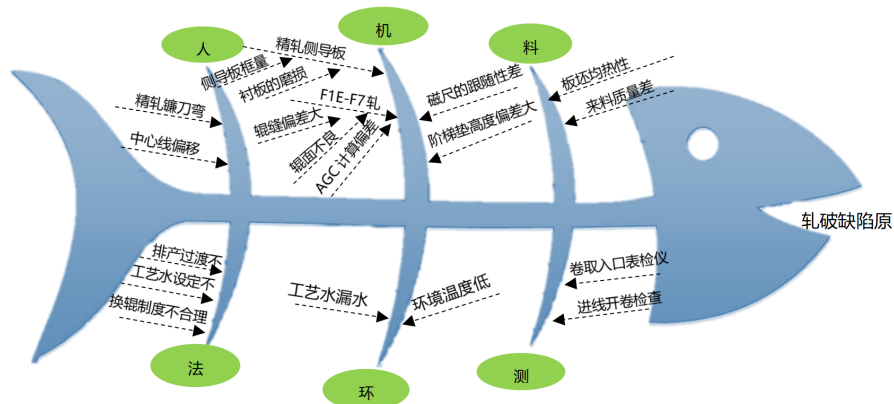 人
机
料
侧导板框量
精轧侧导板
衬板的磨损
精轧镰刀弯
中心线偏移
F1E-F7轧
辊缝偏差大
辊面不良
AGC 计算偏差
磁尺的跟随性差
阶梯垫高度偏差大
板坯均热性
来料质量差
轧破缺陷原
排产过渡不
工艺水设定不
换辊制度不合理
工艺水漏水
环境温度低
卷取入口表检仪
进线开卷检查
法
环
测